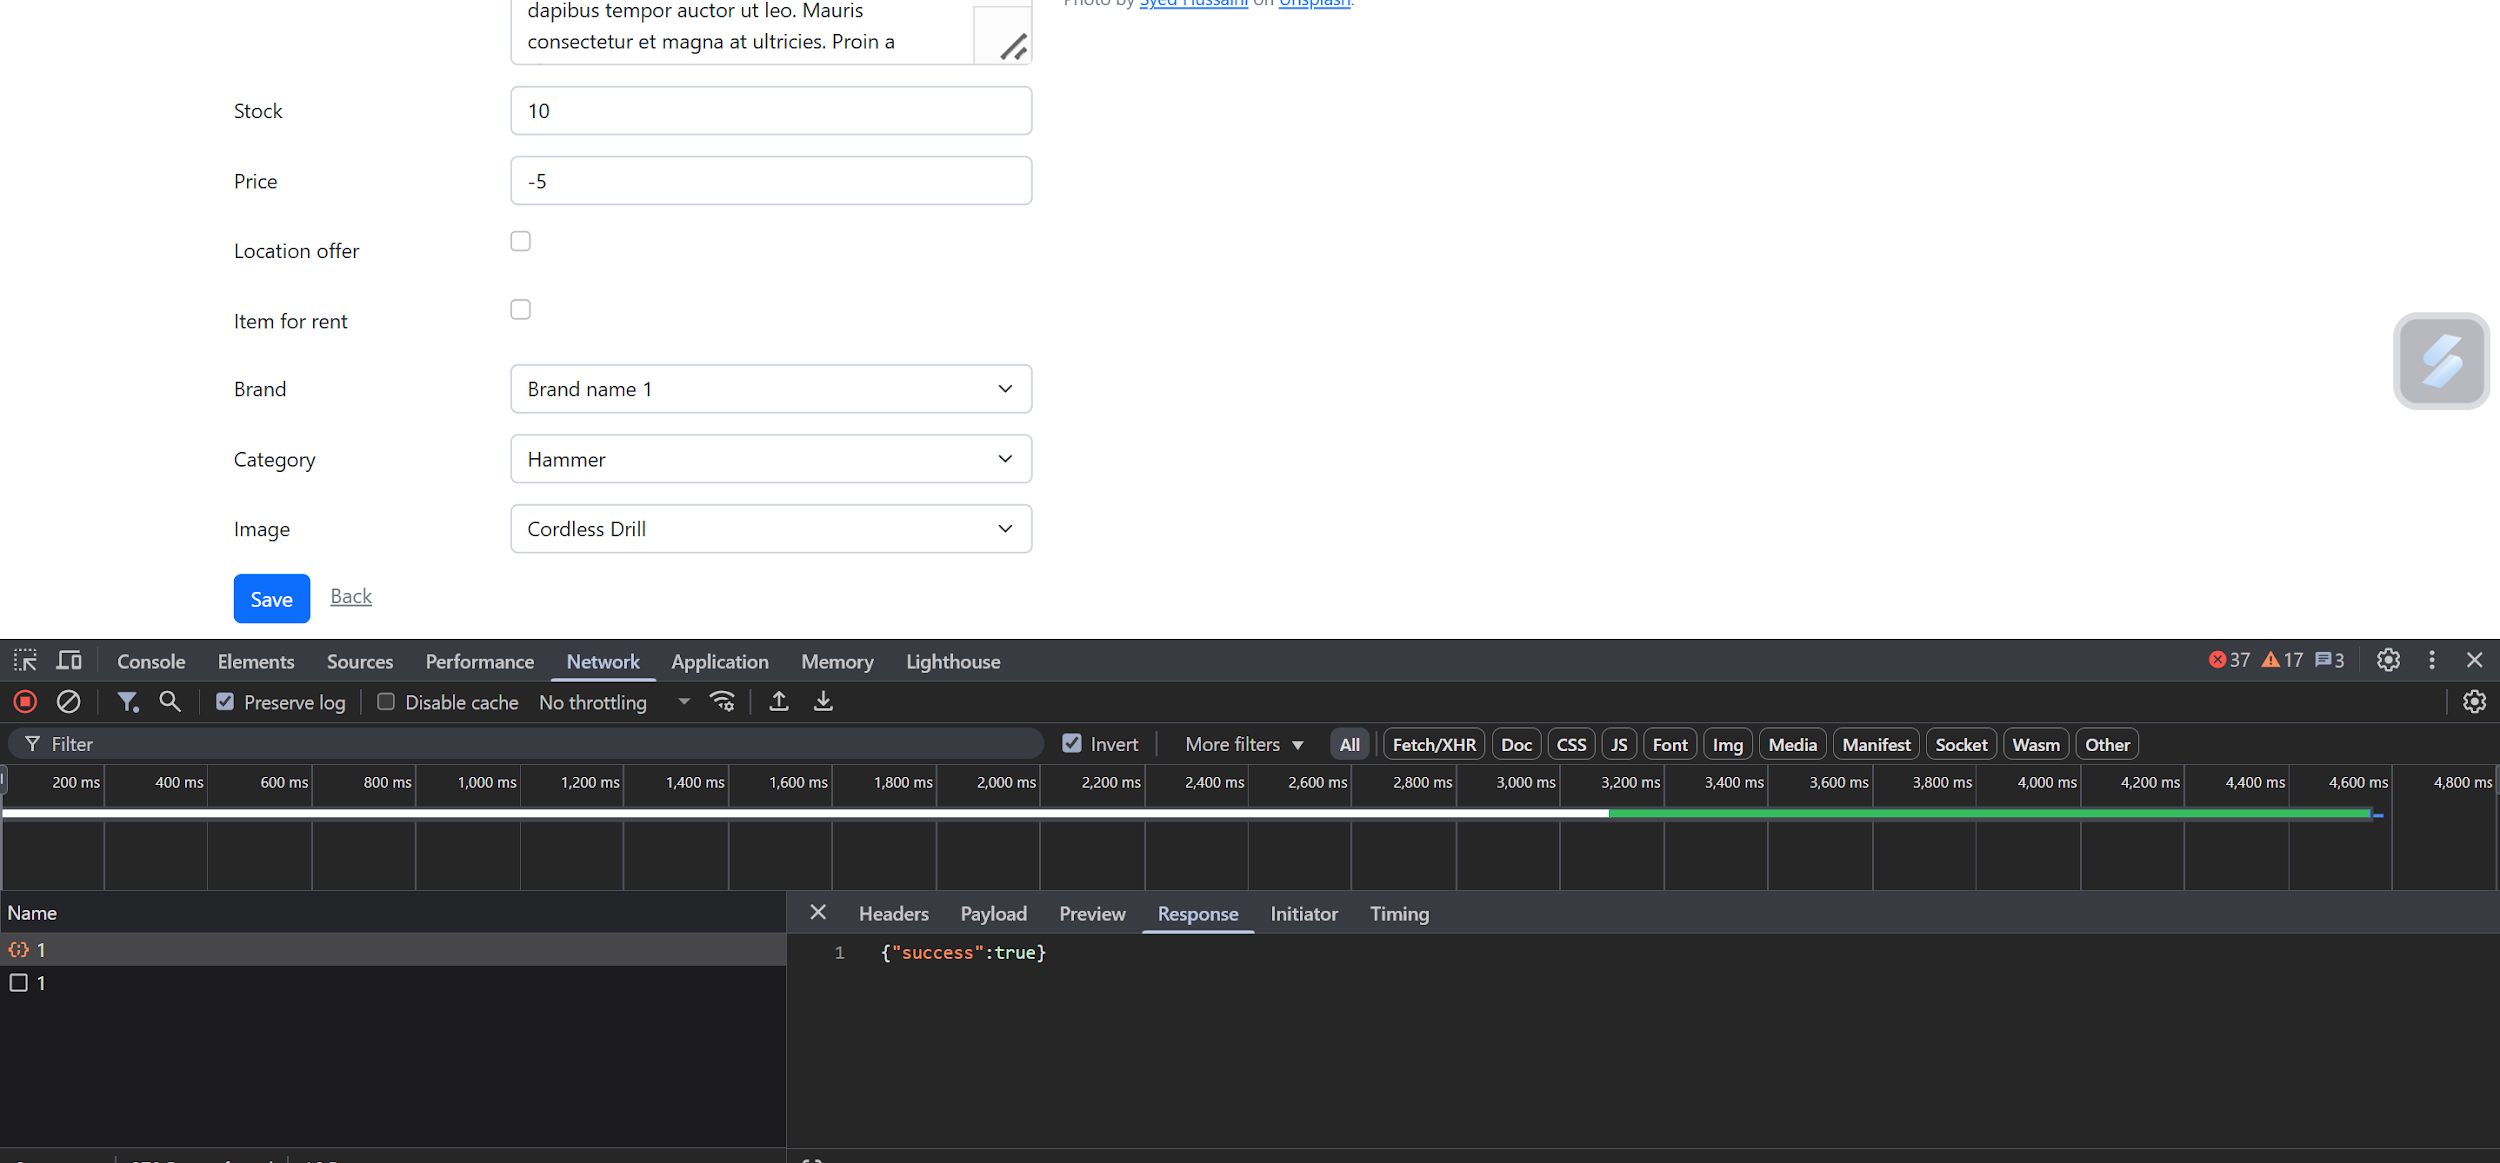 dapibus tempor auctor ut leo. Mauris
consectetur et magna at ultricies. Proin a
Photo by Syed Hussaini on Unsplash.
Stock
10
Price
-5
Location offer
Item for rent
Brand
Brand name 1
Category
Hammer
Image
Cordless Drill
Save Back
Console Elements Sources Performance Network Application Memory Lighthouse 37 17 3
Preserve log Disable cache No throttling
Filter Invert More filters All Fetch/XHR Doc CSS JS Font Img Media Manifest Socket Wasm Other
200 ms 400 ms 600 ms 800 ms 1,000 ms 1,200 ms 1,400 ms 1,600 ms 1,800 ms 2,000 ms 2,200 ms 2,400 ms 2,600 ms 2,800 ms 3,000 ms 3,200 ms 3,400 ms 3,600 ms 3,800 ms 4,000 ms 4,200 ms 4,400 ms 4,600 ms 4,800 ms
Name
1
1
Headers Payload Preview Response Initiator Timing
1 {"success":true}